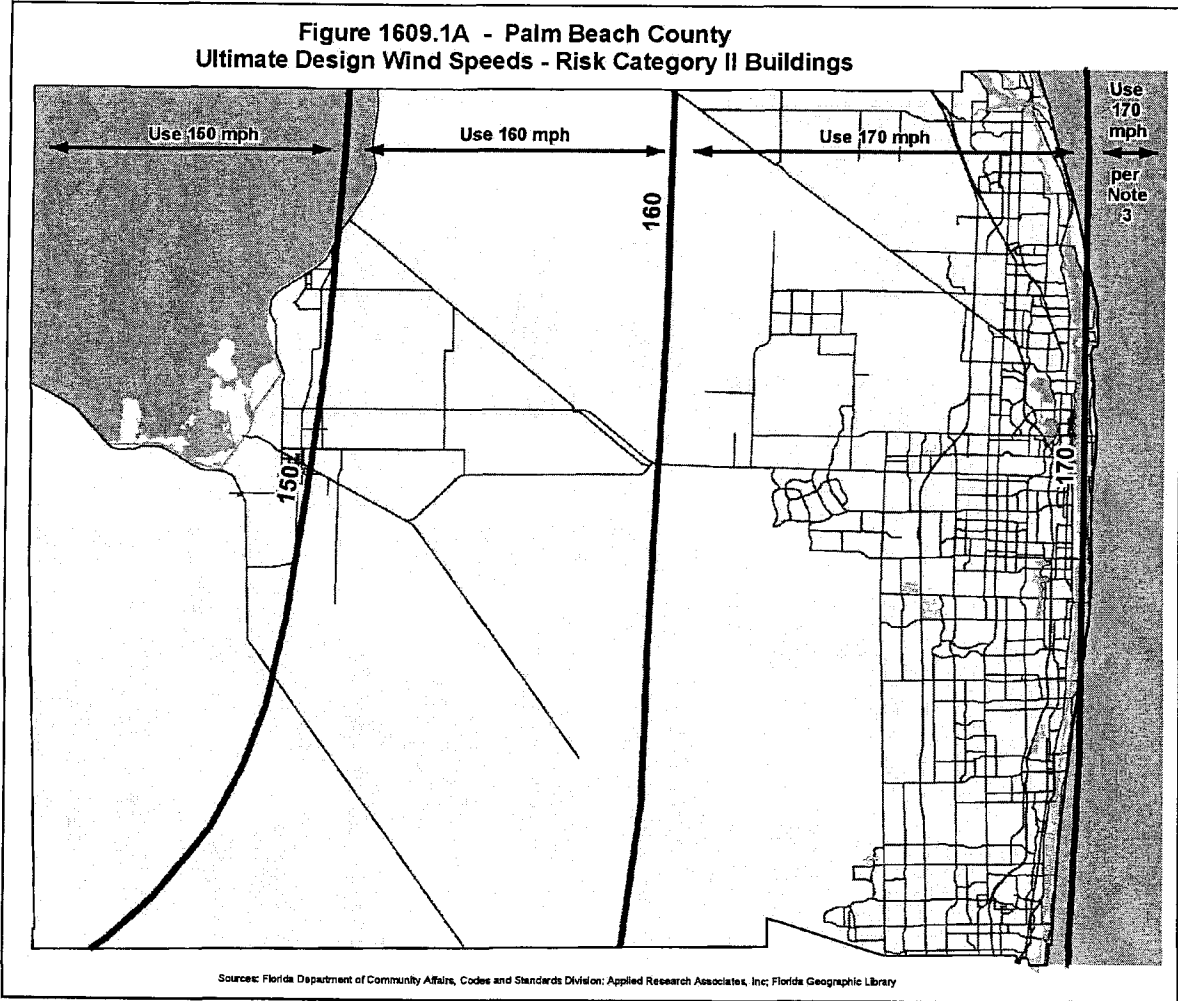 Figure 1609.1A - Palm Beach County
Ultimate Design Wind Speeds - Risk Category II Buildings
Use 150 mph
Use 160 mph
Use 170 mph
Use
170
mph
per
Note
3
160
150
170
Sources: Florida Department of Community Affairs, Codes and Standards Division; Applied Research Associates, Inc; Florida Geographic Library